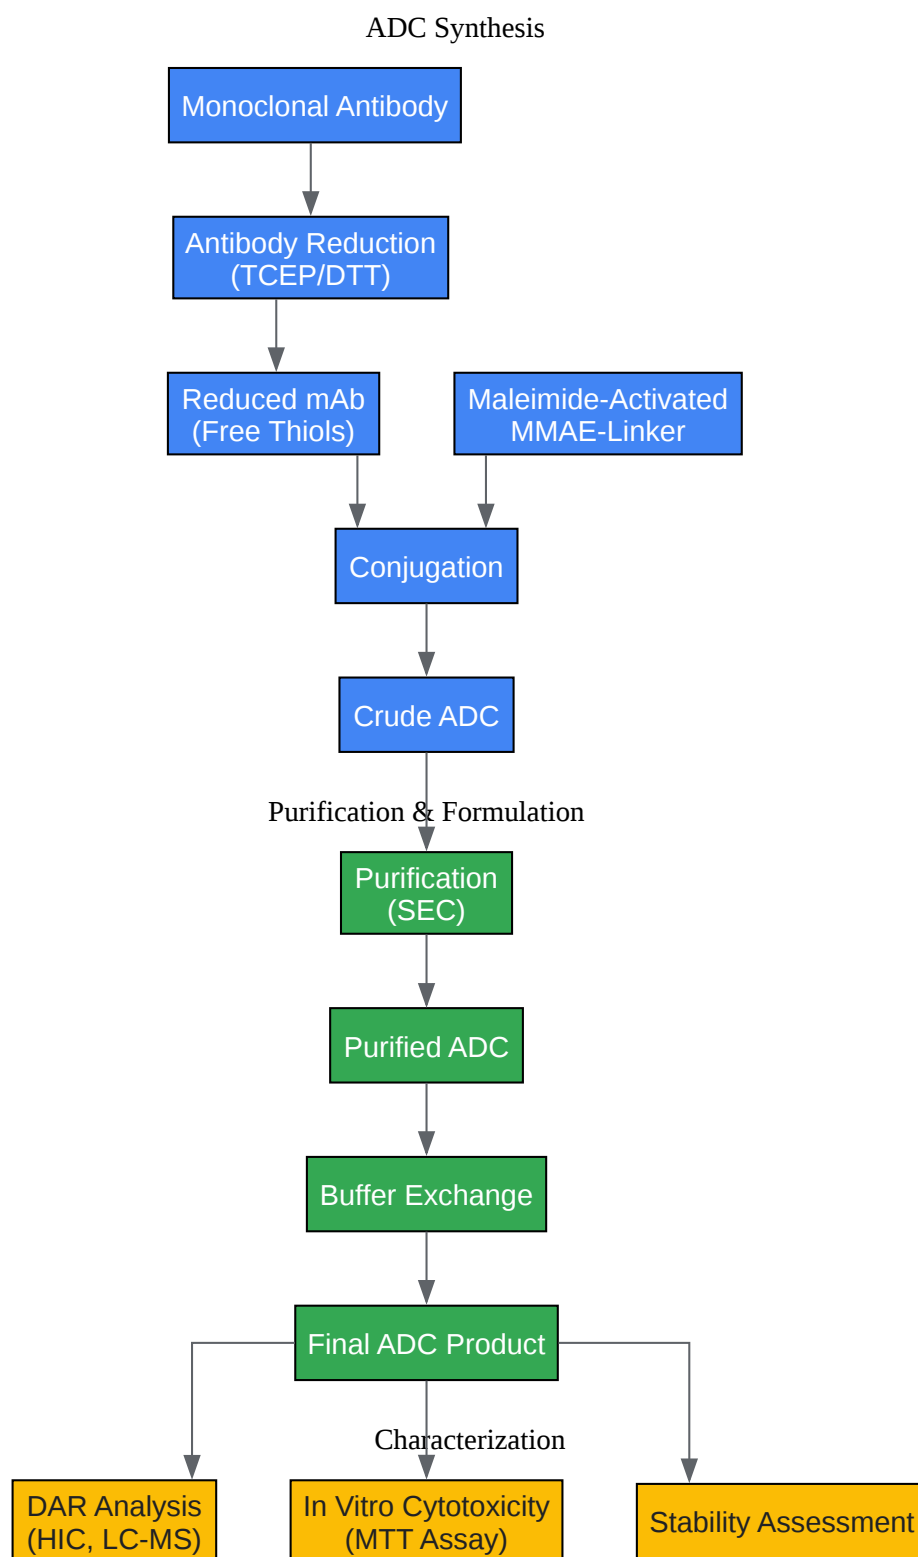 ADC Synthesis
Monoclonal Antibody
Antibody Reduction
(TCEP/DTT)
Reduced mAb
(Free Thiols)
Maleimide-Activated
MMAE-Linker
Conjugation
Crude ADC
Purification & Formulation
Purification
(SEC)
Purified ADC
Buffer Exchange
Final ADC Product
Characterization
DAR Analysis
(HIC, LC-MS)
In Vitro Cytotoxicity
(MTT Assay)
Stability Assessment